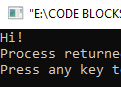 "E:\CODE BLOCKS
Hi!
Process returne
Press any key t